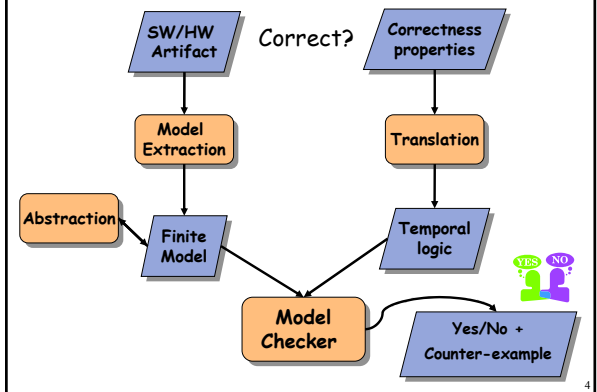 SW/HW
Artifact
Correct?
Correctness
properties
Model
Extraction
Translation
Abstraction
Finite
Model
Temporal
logic
YES
NO
Model
Checker
Yes/No +
Counter-example
4